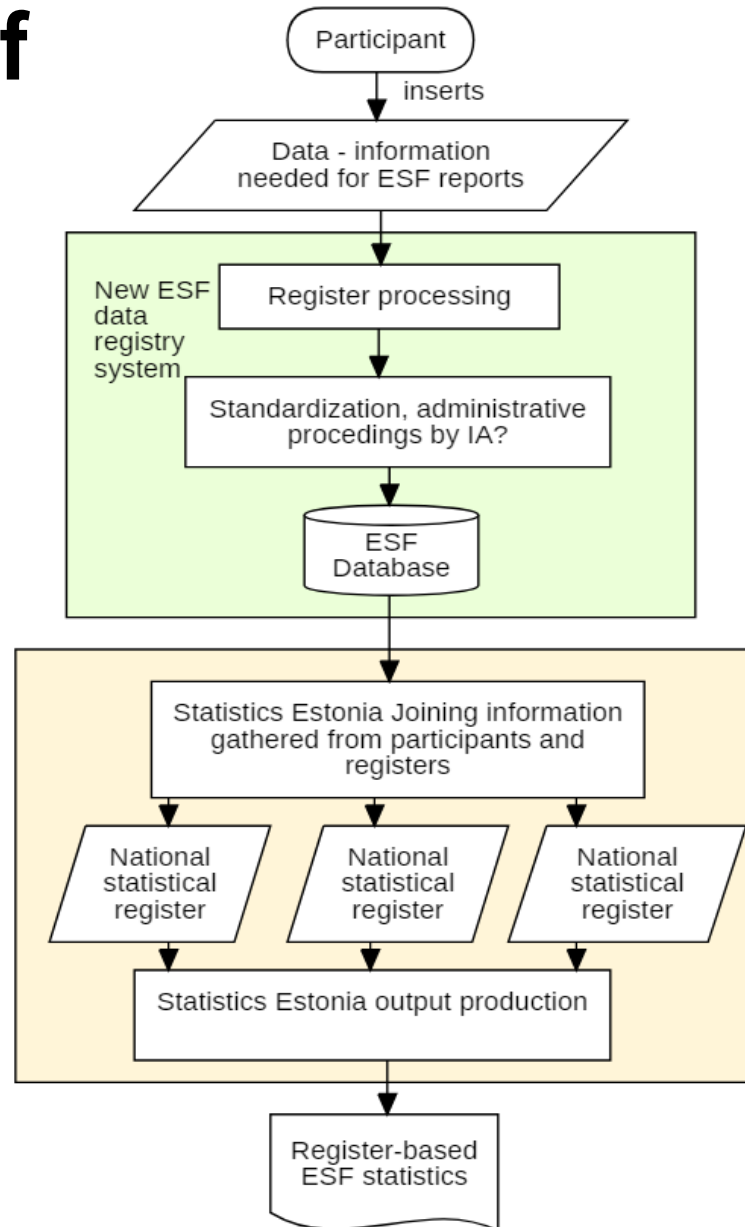 f
Participant
inserts
Data - information
needed for ESF reports
New ESF
data
registry
system
Register processing
Standardization, administrative
procedings by IA?
ESF
Database
Statistics Estonia Joining information
gathered from participants and
registers
National
statistical
register
National
statistical
register
National
statistical
register
Statistics Estonia output production
Register-based
ESF statistics